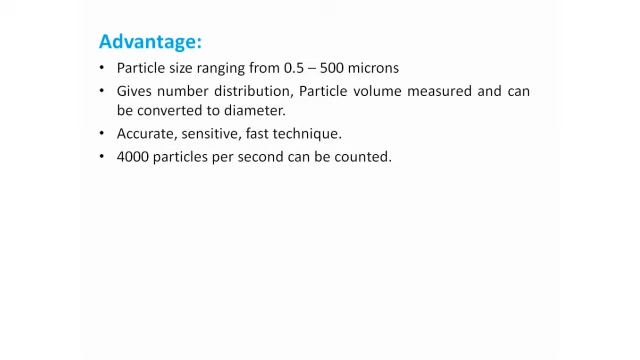 Advantage:
• Particle size ranging from 0.5 – 500 microns
• Gives number distribution, Particle volume measured and can
be converted to diameter.
• Accurate, sensitive, fast technique.
• 4000 particles per second can be counted.